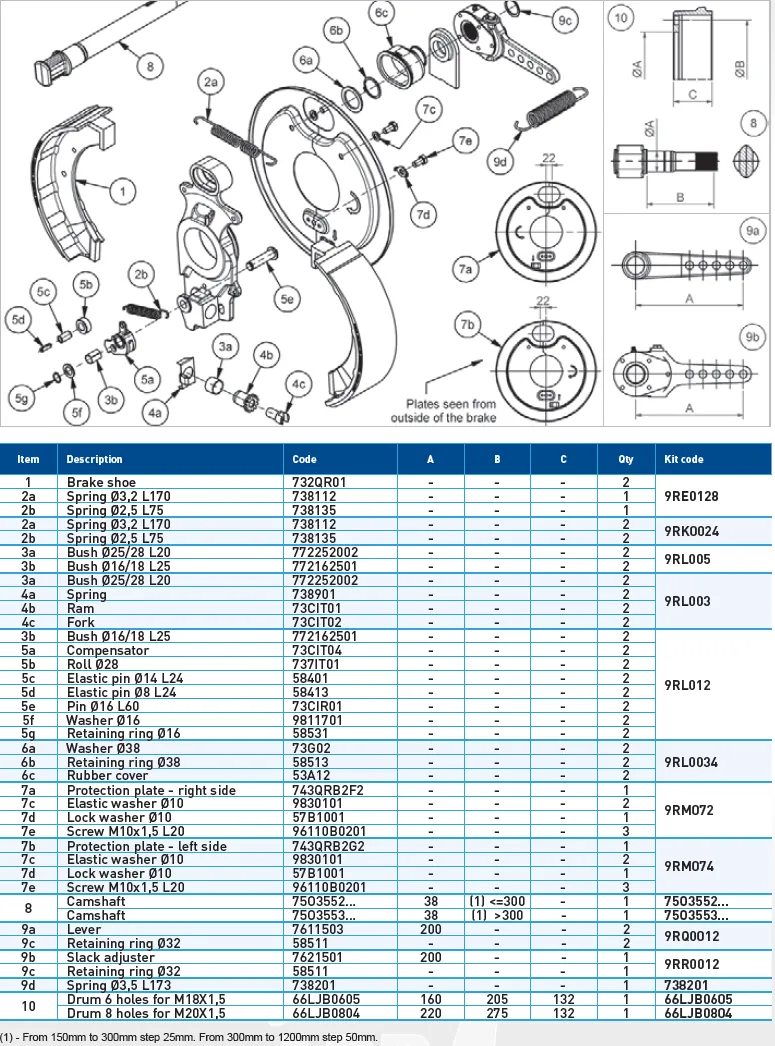 6c
9c
10
6b
8
6a
2a
ØA
ØB
7c
C
7e
8
9d
ØA
1
22
7d
B
9a
5b
2b
7a
5c
5e
A
22
5d
7b
9b
3a
4b
5a
4c
5g
5f
3b
4a
A
Plates seen from
outside of the brake
Item Description Code A B C Qty Kit code
1 Brake shoe 732QR01 - - - 2
2a Spring Ø3,2 L170 738112 - - - 1 9RE0128
2b Spring Ø2,5 L75 738135 - - - 1
2a Spring Ø3,2 L170 738112 - - - 2 9RK0024
2b Spring Ø2,5 L75 738135 - - - 2
3a Bush Ø25/28 L20 772252002 - - - 2 9RL005
3b Bush Ø16/18 L25 772162501 - - - 2
3a Bush Ø25/28 L20 772252002 - - - 2
4a Spring 738901 - - - 2 9RL003
4b Ram 73CIT01 - - - 2
4c Fork 73CIT02 - - - 2
3b Bush Ø16/18 L25 772162501 - - - 2
5a Compensator 73CIT04 - - - 2
5b Roll Ø28 737IT01 - - - 2
5c Elastic pin Ø14 L24 58401 - - - 2 9RL012
5d Elastic pin Ø8 L24 58413 - - - 2
5e Pin Ø16 L60 73CIR01 - - - 2
5f Washer Ø16 9811701 - - - 2
5g Retaining ring Ø16 58531 - - - 2
6a Washer Ø38 73G02 - - - 2
6b Retaining ring Ø38 58513 - - - 2 9RL0034
6c Rubber cover 53A12 - - - 2
7a Protection plate - right side 743QRB2F2 - - - 1
7c Elastic washer Ø10 9830101 - - - 2 9RM072
7d Lock washer Ø10 57B1001 - - - 1
7e Screw M10x1,5 L20 96110B0201 - - - 3
7b Protection plate - left side 743QRB2G2 - - - 1
7c Elastic washer Ø10 9830101 - - - 2 9RM074
7d Lock washer Ø10 57B1001 - - - 1
7e Screw M10x1,5 L20 96110B0201 - - - 3
8 Camshaft 75O3552... 38 (1) <=300 - 1 75O3552...
Camshaft 75O3553... 38 (1) >300 - 1 75O3553...
9a Lever 7611503 200 - - 2 9RQ0012
9c Retaining ring Ø32 58511 - - - 2
9b Slack adjuster 7621501 200 - - 1 9RR0012
9c Retaining ring Ø32 58511 - - - 1
9d Spring Ø3,5 L173 738201 - - - 1 738201
10 Drum 6 holes for M18X1,5 66LJB0605 160 205 132 1 66LJB0605
Drum 8 holes for M20X1,5 66LJB0804 220 275 132 1 66LJB0804
(1) - From 150mm to 300mm step 25mm. From 300mm to 1200mm step 50mm.